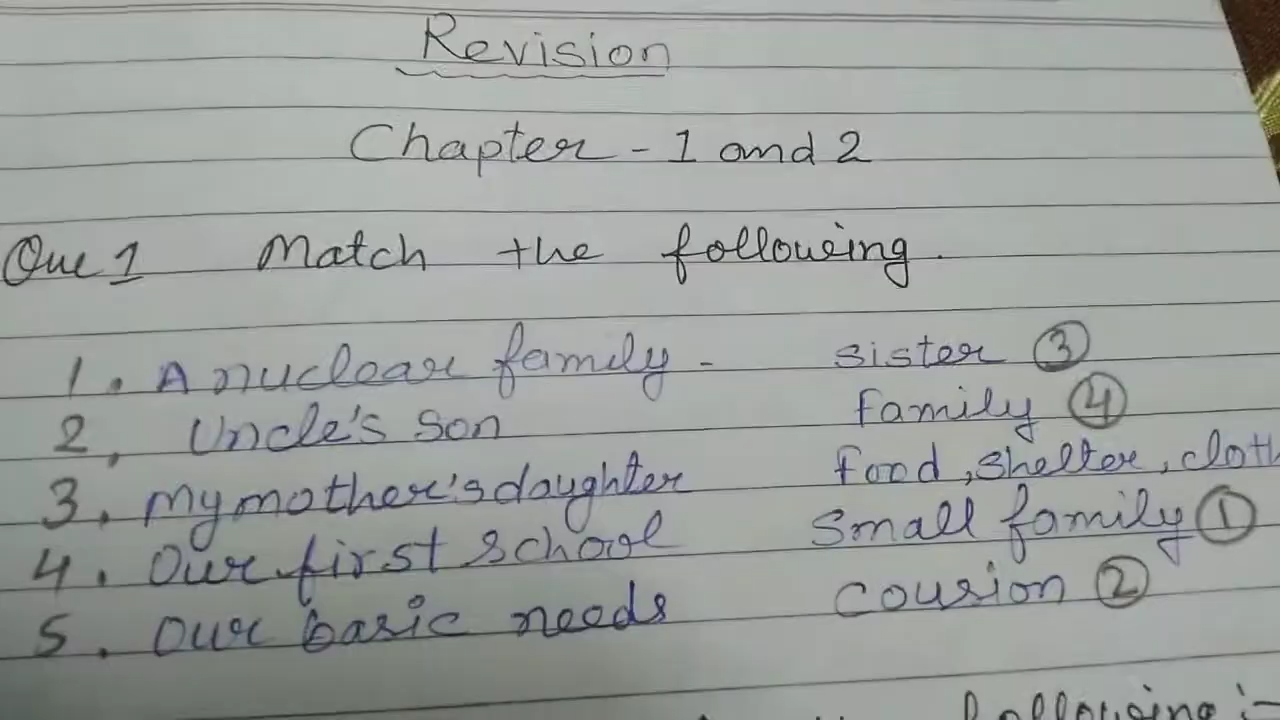 Revision
Chapter - 1 and 2
Que 1 Match the following.
1. A nuclear family - sister ③
2. Uncle's son family ④
3. My mother's daughter Food, shelter, cloth
4. Our first school Small family ①
5. Our basic needs cousion ②
following :-